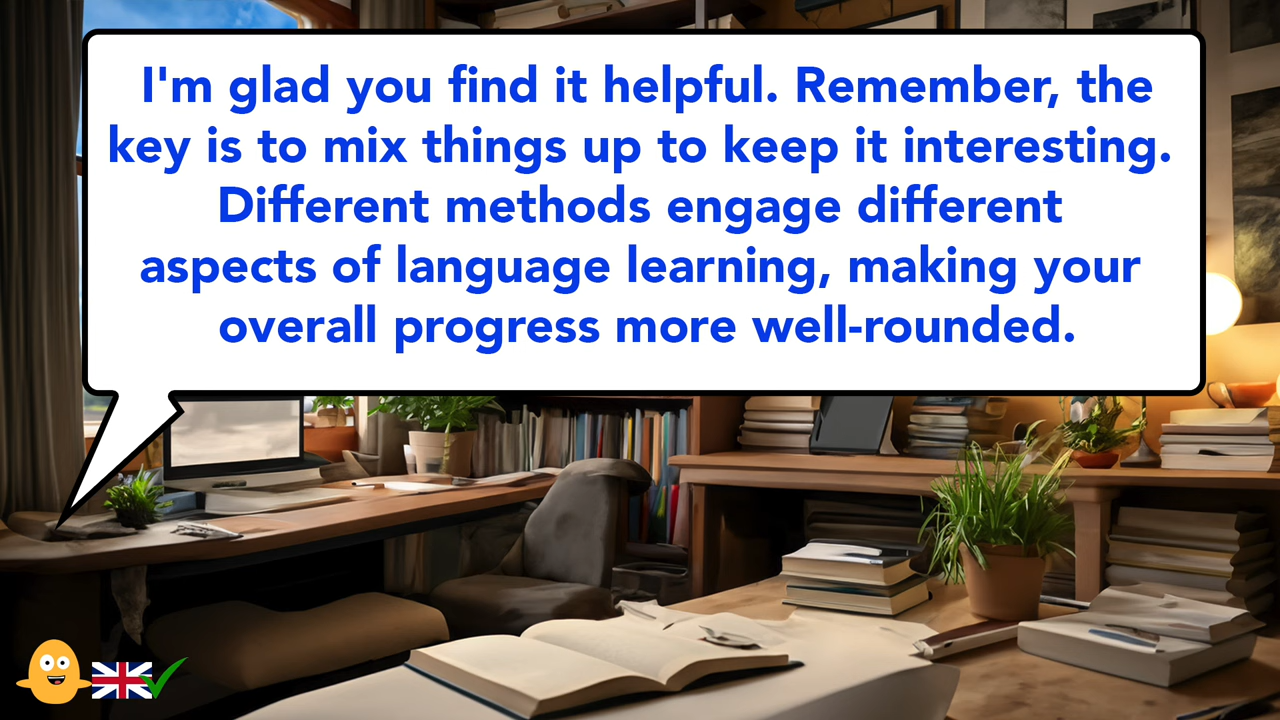 I'm glad you find it helpful. Remember, the
key is to mix things up to keep it interesting.
Different methods engage different
aspects of language learning, making your
overall progress more well-rounded.